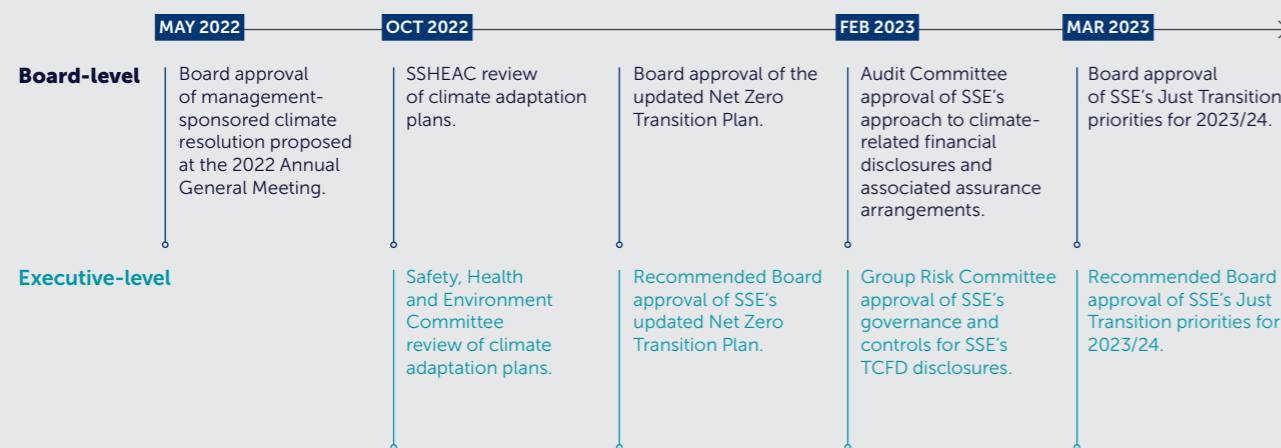 MAY 2022
OCT 2022
FEB 2023
MAR 2023
Board-level
Board approval
of management-
sponsored climate
resolution proposed
at the 2022 Annual
General Meeting.
SSHEAC review
of climate adaptation
plans.
Board approval of the
updated Net Zero
Transition Plan.
Audit Committee
approval of SSE's
approach to climate-
related financial
disclosures and
associated assurance
arrangements.
Board approval
of SSE's Just Transition
priorities for 2023/24.
Executive-level
Safety, Health
and Environment
Committee
review of climate
adaptation plans.
Recommended Board
approval of SSE's
updated Net Zero
Transition Plan.
Group Risk Committee
approval of SSE's
governance and
controls for SSE's
TCFD disclosures.
Recommended Board
approval of SSE's Just
Transition priorities for
2023/24.